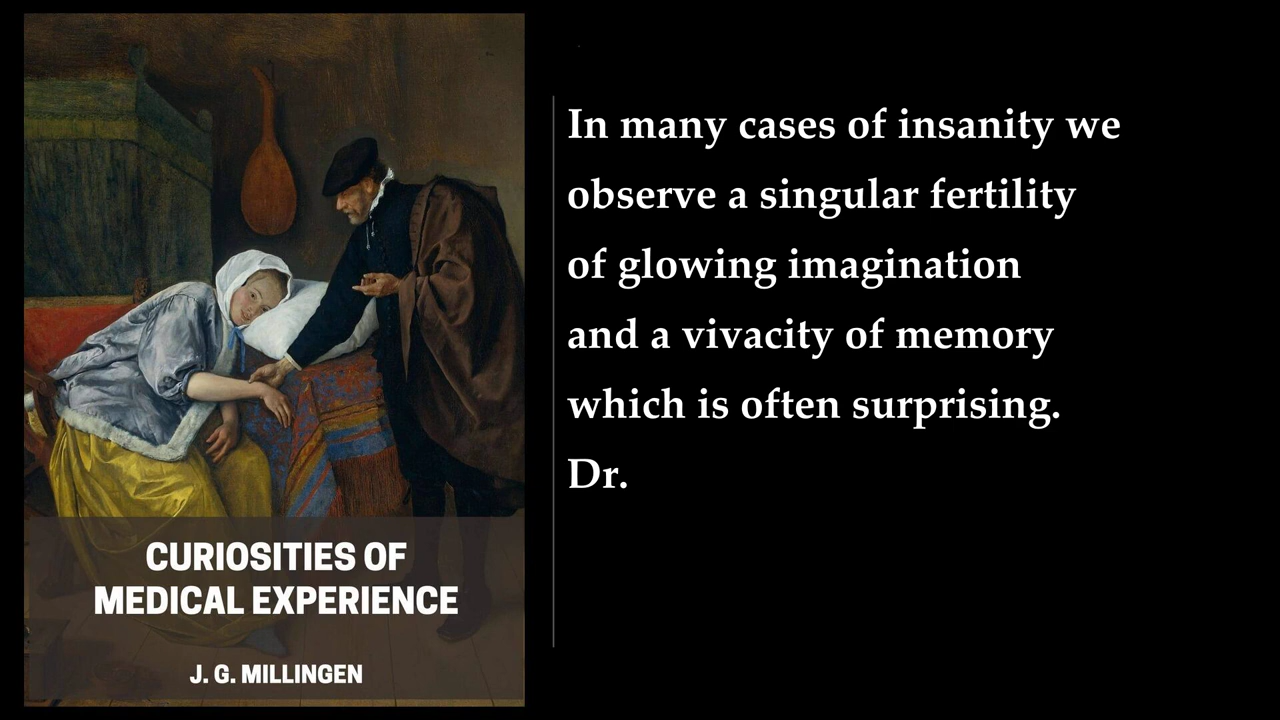 In many cases of insanity we
observe a singular fertility
of glowing imagination
and a vivacity of memory
which is often surprising.
Dr.
CURIOSITIES OF
MEDICAL EXPERIENCE
J. G. MILLINGEN